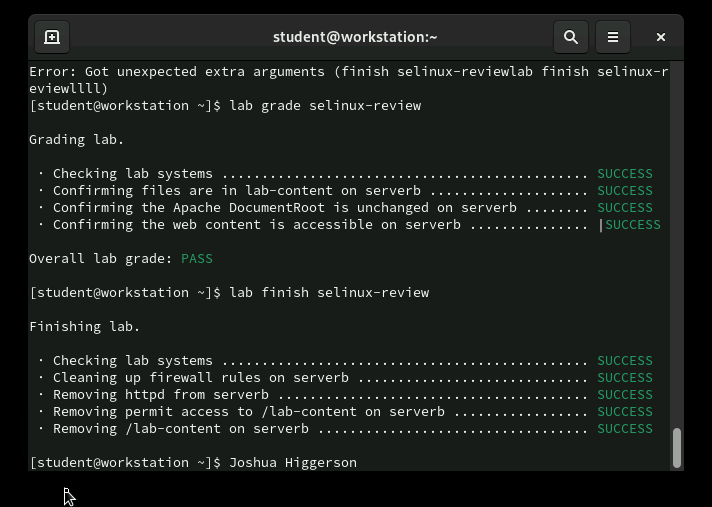 student@workstation:~
Error: Got unexpected extra arguments (finish selinux-reviewlab finish selinux-r
eviewllll)
[student@workstation ~]$ lab grade selinux-review
Grading lab.
· Checking lab systems .............................................. SUCCESS
· Confirming files are in lab-content on serverb .................... SUCCESS
· Confirming the Apache DocumentRoot is unchanged on serverb ........ SUCCESS
· Confirming the web content is accessible on serverb ............... |SUCCESS
Overall lab grade: PASS
[student@workstation ~]$ lab finish selinux-review
Finishing lab.
· Checking lab systems .............................................. SUCCESS
· Cleaning up firewall rules on serverb ............................. SUCCESS
· Removing httpd from serverb ....................................... SUCCESS
· Removing permit access to /lab-content on serverb ................. SUCCESS
· Removing /lab-content on serverb .................................. SUCCESS
[student@workstation ~]$ Joshua Higgerson